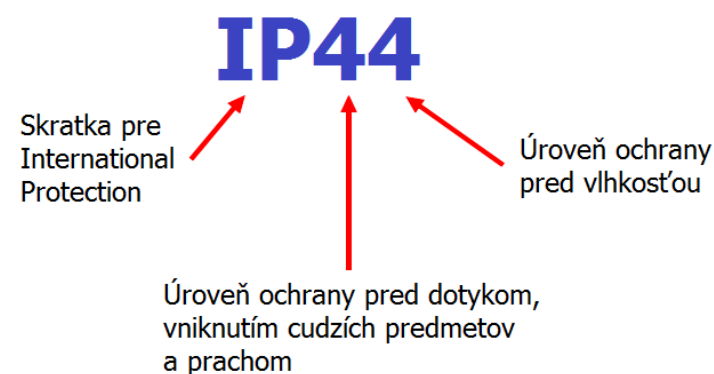 IP44
Skratka pre
International
Protection
Úroveň ochrany
pred vlhkosťou
Úroveň ochrany pred dotykom,
vniknutím cudzích predmetov
a prachom